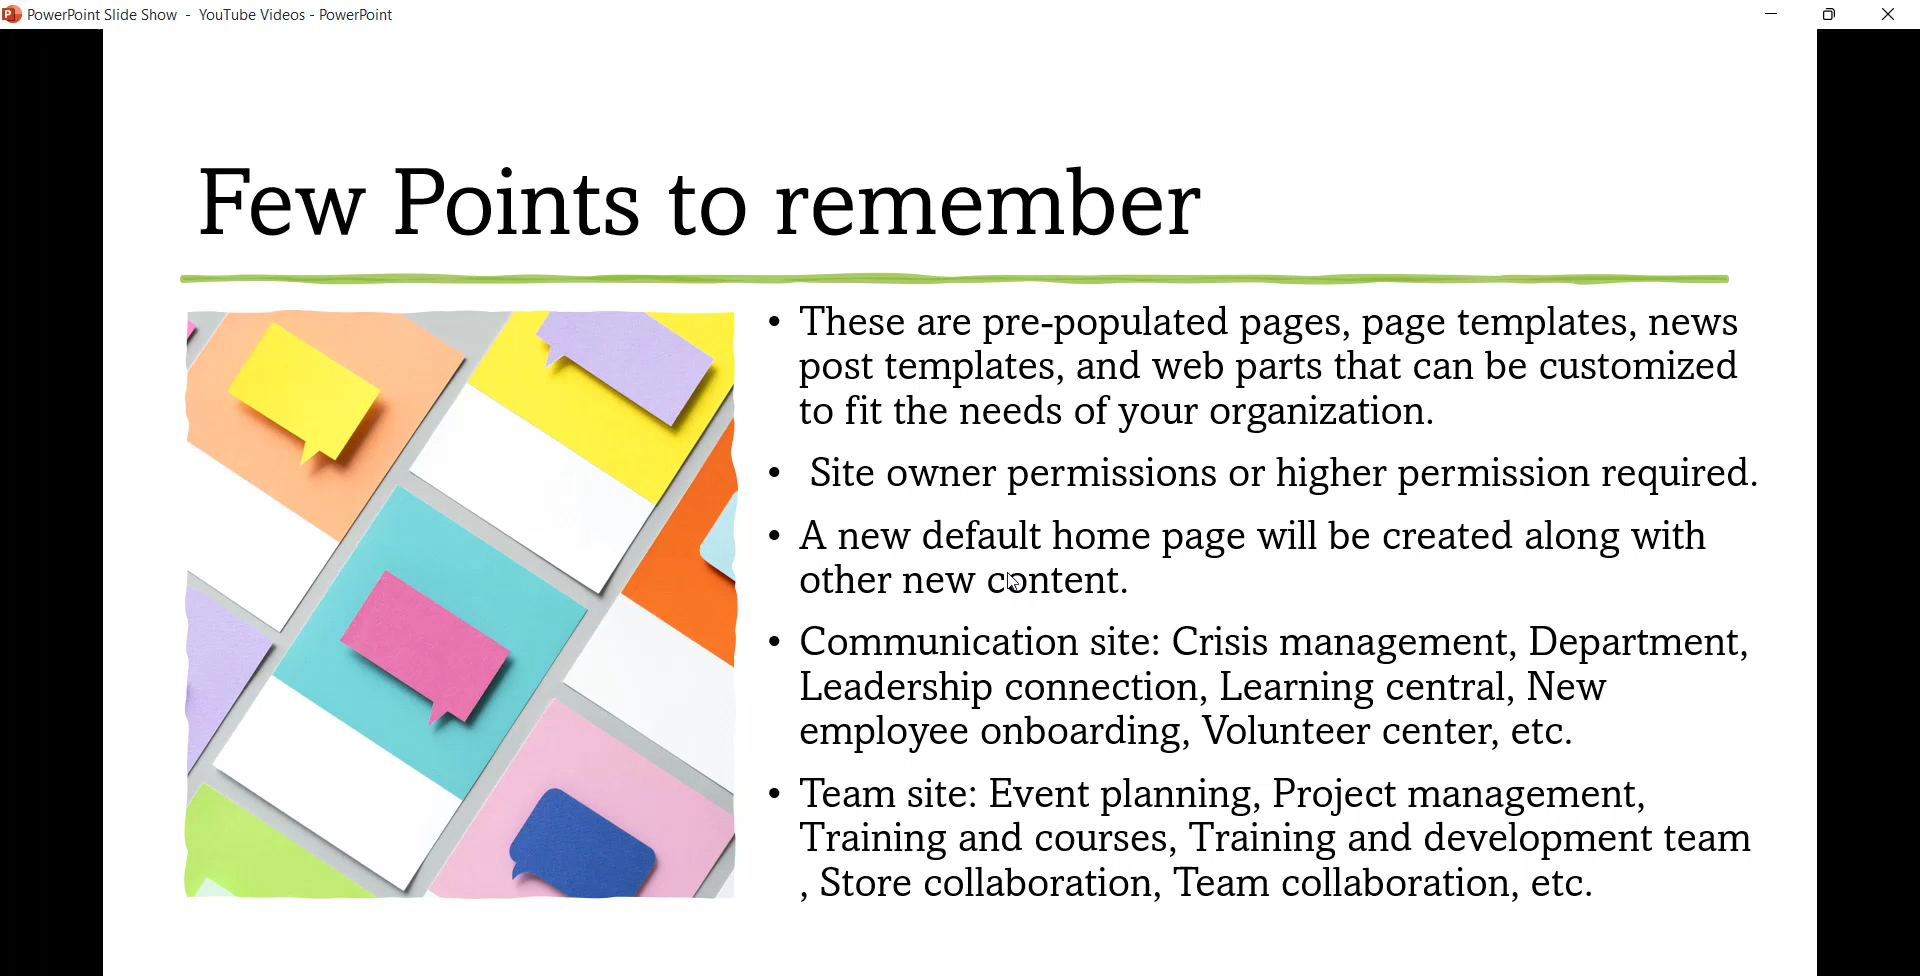 PowerPoint Slide Show - YouTube Videos - PowerPoint
Few Points to remember
• These are pre-populated pages, page templates, news
post templates, and web parts that can be customized
to fit the needs of your organization.
• Site owner permissions or higher permission required.
• A new default home page will be created along with
other new content.
• Communication site: Crisis management, Department,
Leadership connection, Learning central, New
employee onboarding, Volunteer center, etc.
• Team site: Event planning, Project management,
Training and courses, Training and development team
, Store collaboration, Team collaboration, etc.